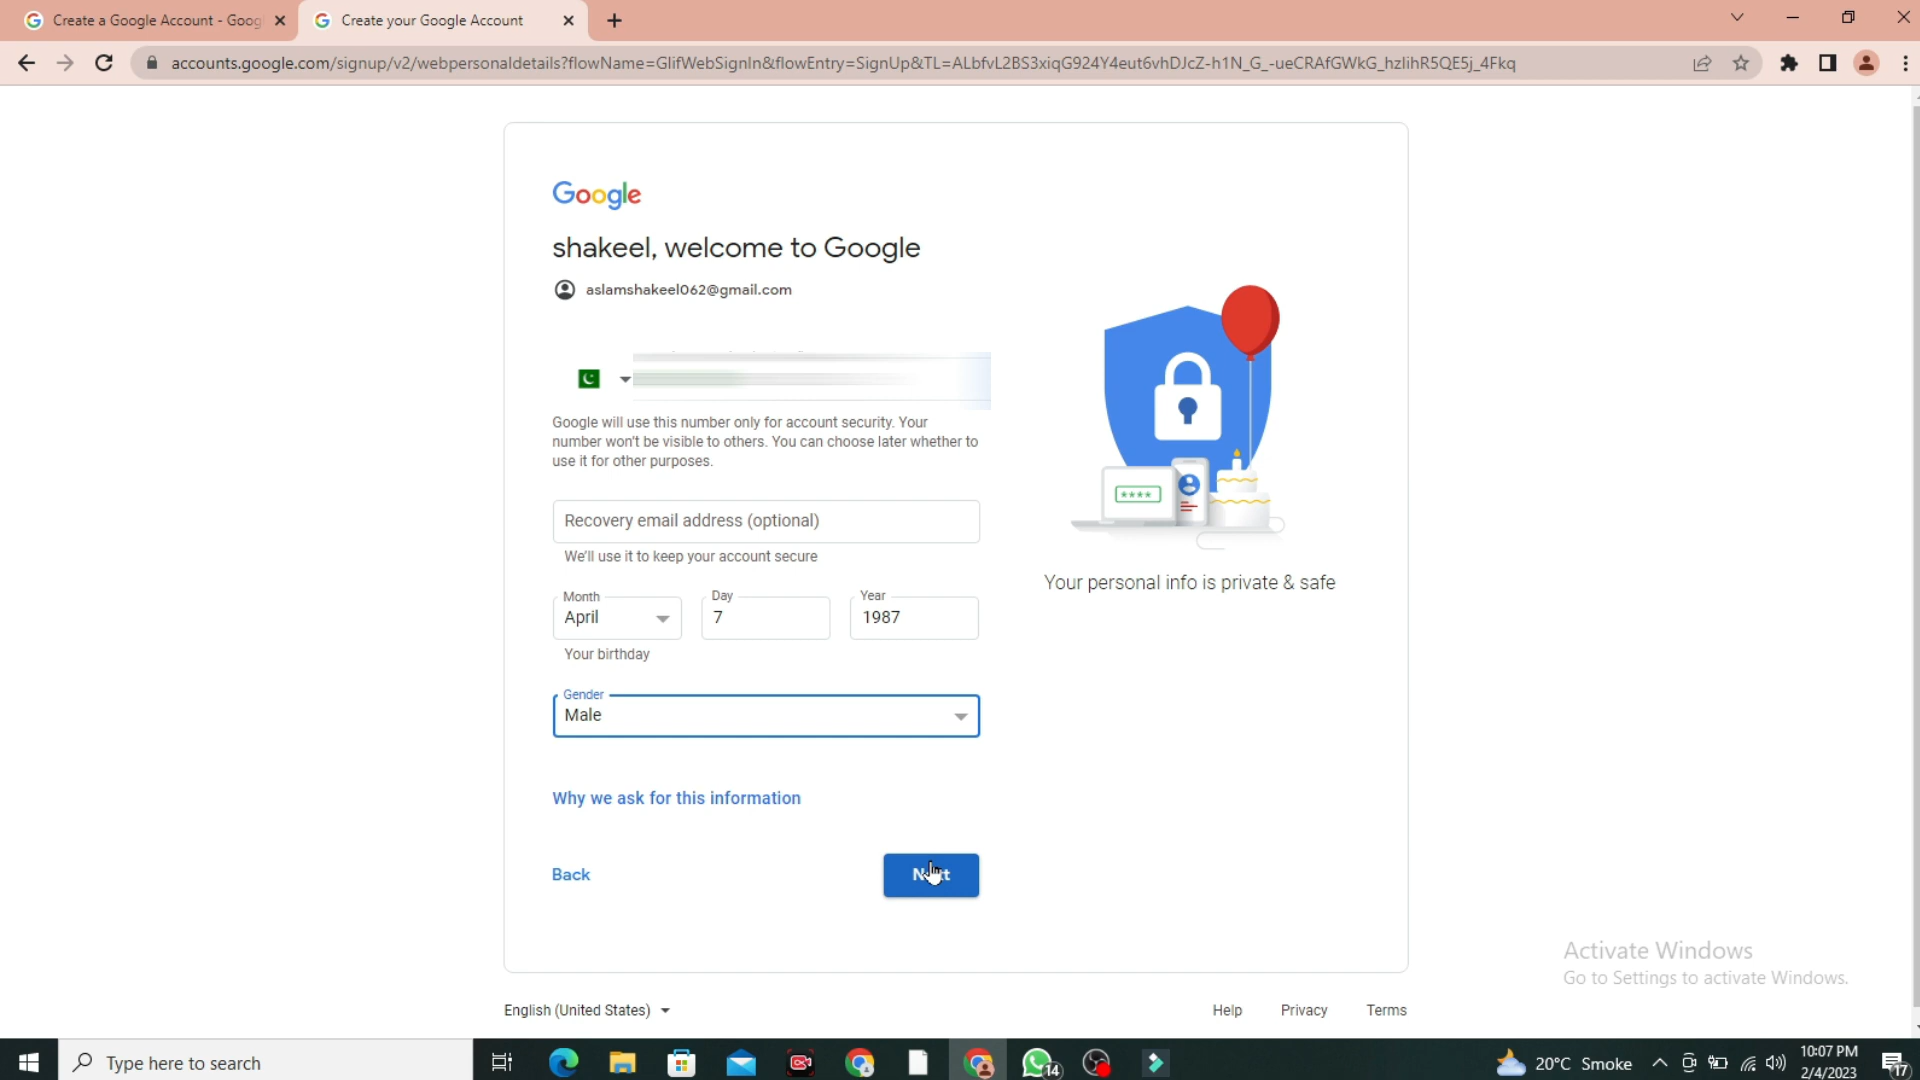 Create a Google Account - Goog
Create your Google Account
accounts.google.com/signup/v2/webpersonaldetails?flowName=GlifWebSignIn&flowEntry=SignUp&TL=ALbfvL2BS3xiqG924Y4eut6vhDJcZ-h1N_G_-ueCRAfGWkG_hzlihR5QE5j_4Fkq
Google
shakeel, welcome to Google
aslamshakeel062@gmail.com
Google will use this number only for account security. Your
number won't be visible to others. You can choose later whether to
use it for other purposes.
Recovery email address (optional)
We'll use it to keep your account secure
Month
Day
Year
April
7
1987
Your birthday
Gender
Male
Why we ask for this information
Back
Next
****
Your personal info is private & safe
Activate Windows
Go to Settings to activate Windows.
English (United States)
Help
Privacy
Terms
Type here to search
14
20°C Smoke
10:07 PM
2/4/2023
17